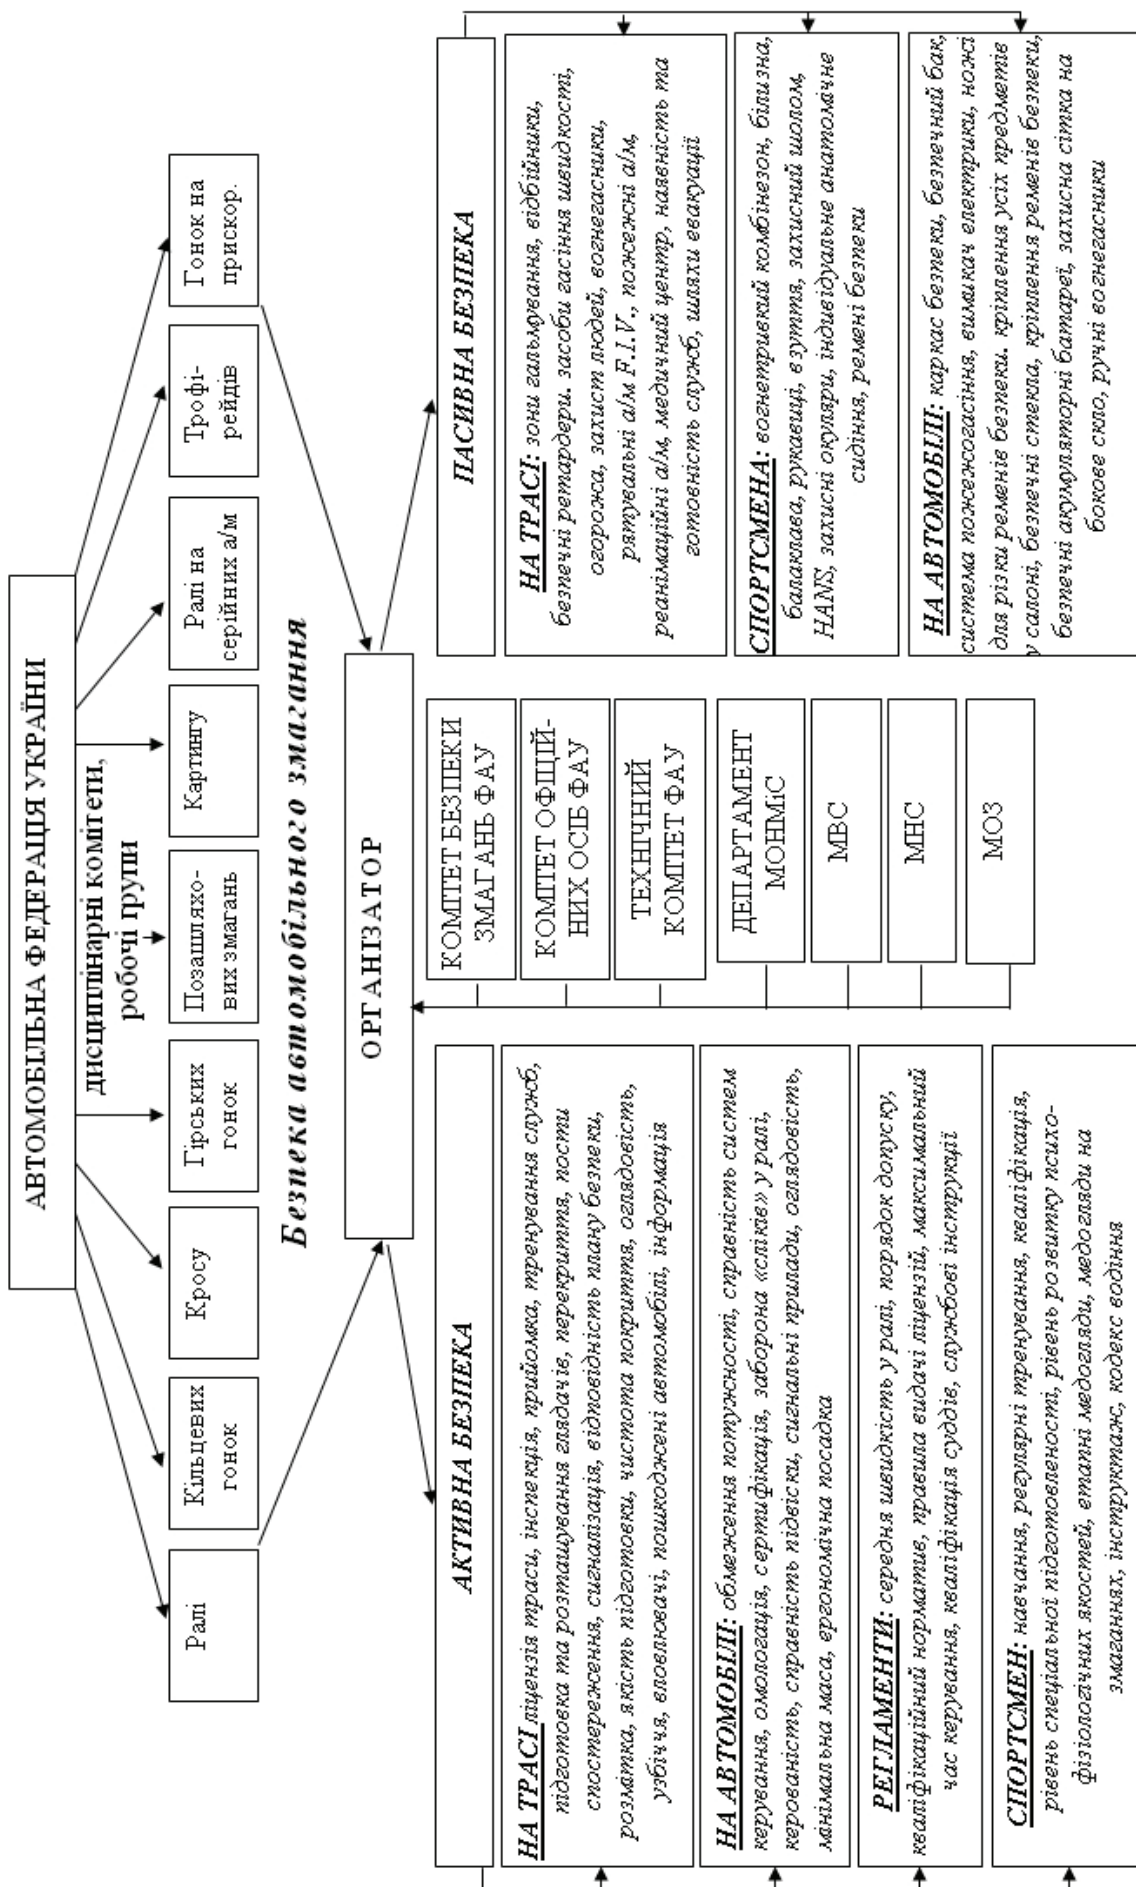 АВТОМОБІЛЬНА ФЕДЕРАЦІЯ УКРАЇНИ
дисциплінарні комітети,
робочі групи
Ралі
Кільцевих
гонок
Кросу
Гірських
гонок
Позашляхо-
вих змагань
Картингу
Ралі на
серійних а/м
Трофі-
рейдів
Гонок на
прискор.
Безпека автомобільного змагання
ОРГАНІЗАТОР
АКТИВНА БЕЗПЕКА
НА ТРАСІ ліцензія траси, інспекція, прийомка, тренування служб,
підготовка та розташування глядачів, перекриття, пости
спостереження, сигналізація, відповідність плану безпеки,
розмітка, якість підготовки, чистота покриття, оглядовість,
узбіччя, вловлювачі, пошкоджені автомобілі, інформація
НА АВТОМОБІЛІ: обмеження потужності, справність систем
керування, омологація, сертифікація, заборона «сліків» у ралі,
керованість, справність підвіски, сигнальні прилади, оглядовість,
мінімальна маса, ергономічна посадка
РЕГЛАМЕНТИ: середня швидкість у ралі, порядок допуску,
кваліфікаційний норматив, правила видачі ліцензій, максимальний
час керування, кваліфікація суддів, службові інструкції
СПОРТСМЕН: навчання, регулярні тренування, кваліфікація,
рівень спеціальної підготовленості, рівень розвитку психо-
фізіологічних якостей, етапні медогляди, медогляди на
змаганнях, інструктаж, кодекс водіння
КОМІТЕТ БЕЗПЕКИ
ЗМАГАНЬ ФАУ
КОМІТЕТ ОФІЦІЙ-
НИХ ОСІБ ФАУ
ТЕХНІЧНИЙ
КОМІТЕТ ФАУ
ДЕПАРТАМЕНТ
МОНМіС
МВС
МНС
МОЗ
ПАСИВНА БЕЗПЕКА
НА ТРАСІ: зони гальмування, відбійники,
безпечні ретардери. засоби гасіння швидкості,
огорожа, захист людей, вогнегасники,
рятувальні а/м F.I.V., пожежні а/м,
реанімаційні а/м, медичний центр, наявність та
готовність служб, шляхи евакуації
СПОРТСМЕНА: вогнетривкий комбінезон, білизна,
балаклава, рукавиці, взуття, захисний шолом,
HANS, захисні окуляри, індивідуальне анатомічне
сидіння, ремені безпеки
НА АВТОМОБІЛІ: каркас безпеки, безпечний бак,
система пожежогасіння, вимикач електрики, ножі
для різки ременів безпеки. кріплення усіх предметів
у салоні, безпечні стекла, кріплення ременів безпеки,
безпечні акумуляторні батареї, захисна сітка на
бокове скло, ручні вогнегасники